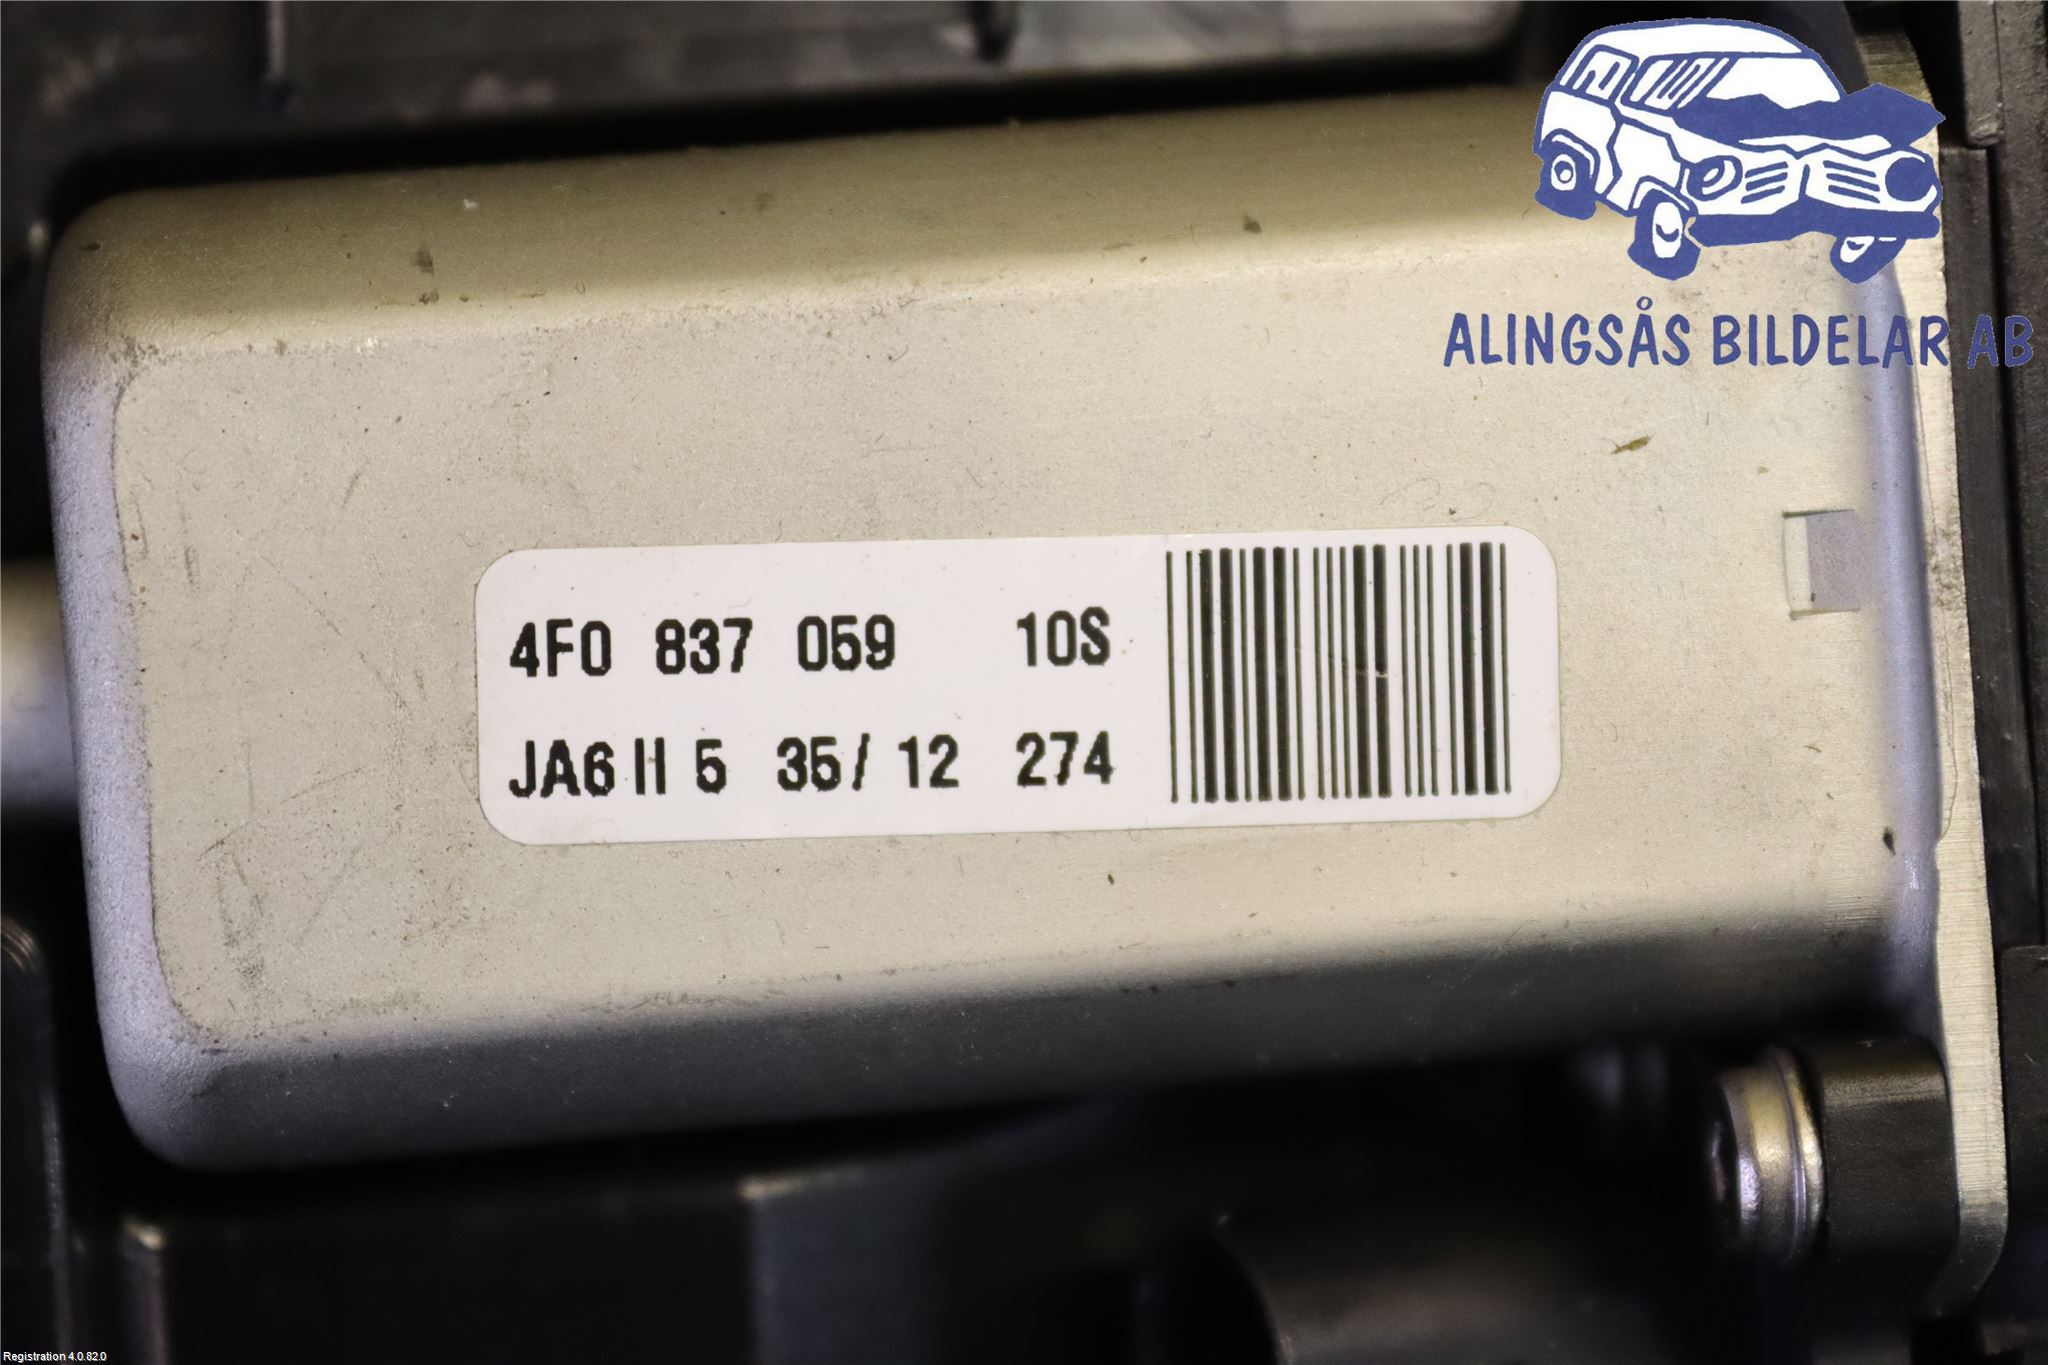 ALINGSÅS BILDELAR AB
4F0 837 059 10S
JA6 II 5 35/ 12 274
Registration 4.0.82.0